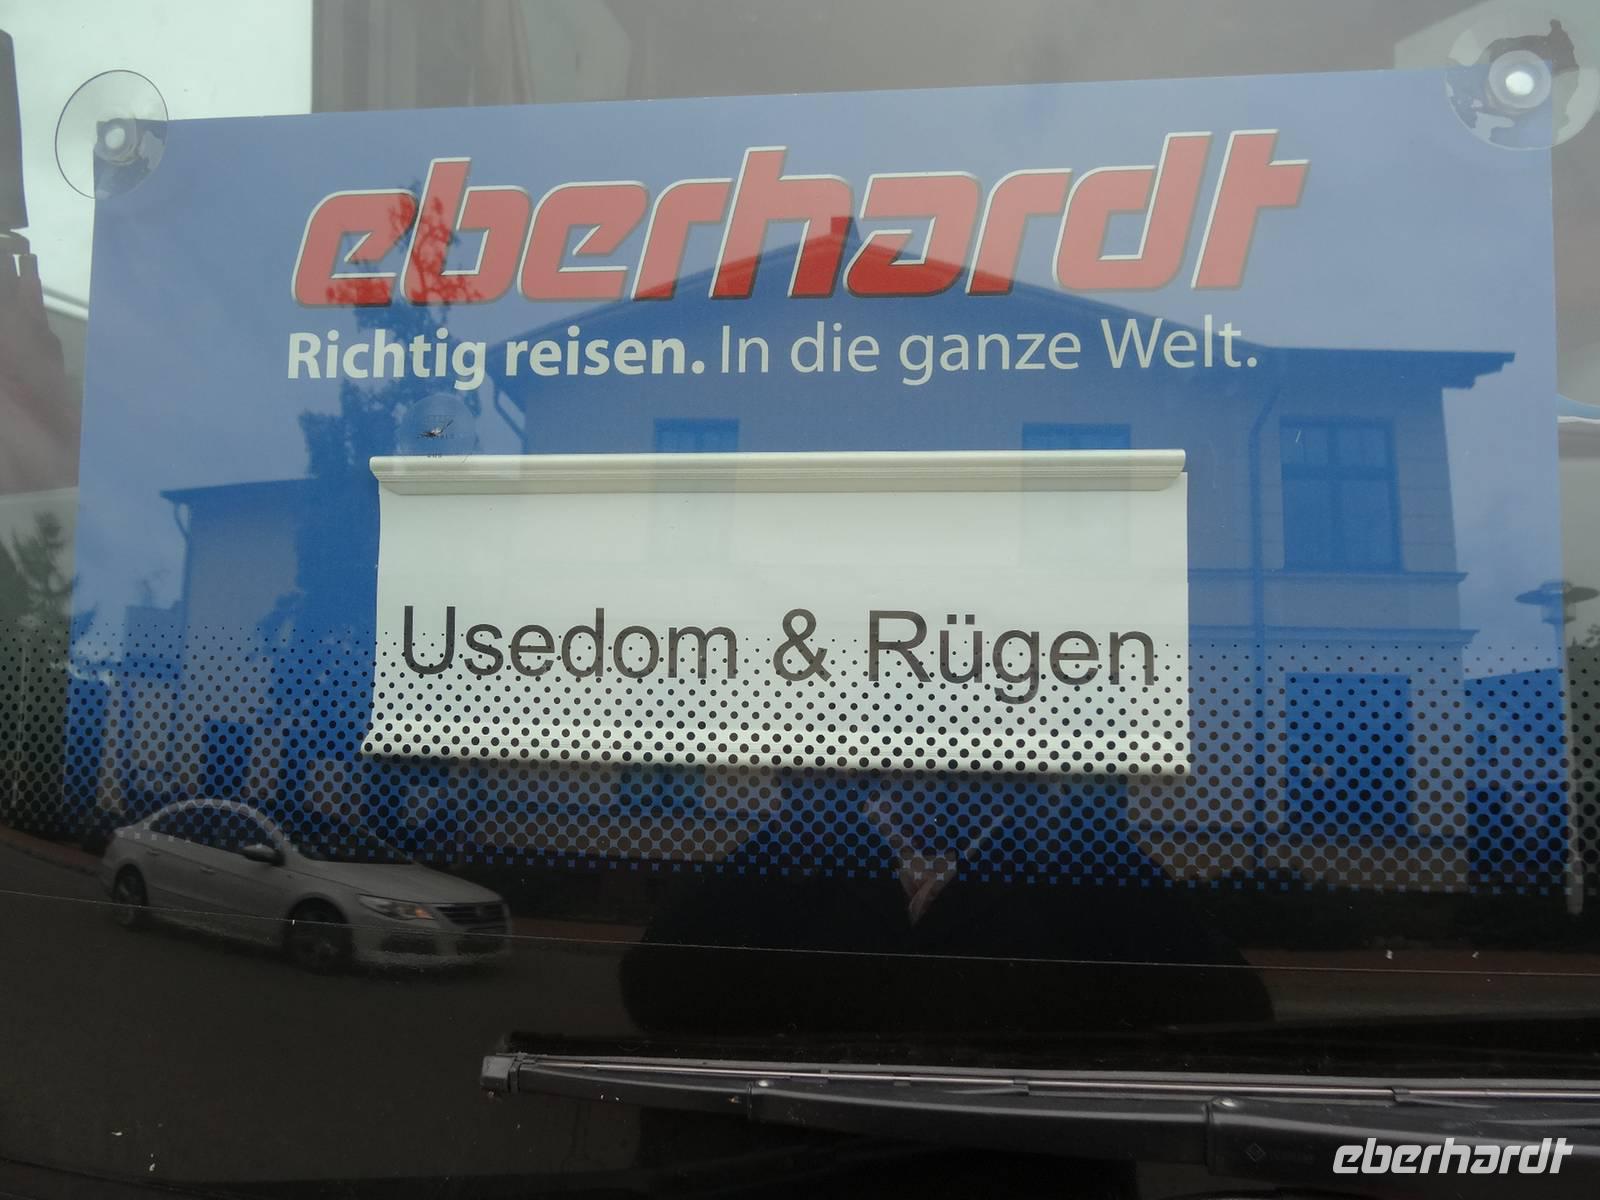 eberhardt
Richtig reisen. In die ganze Welt.
Usedom & Rügen
eberhardt